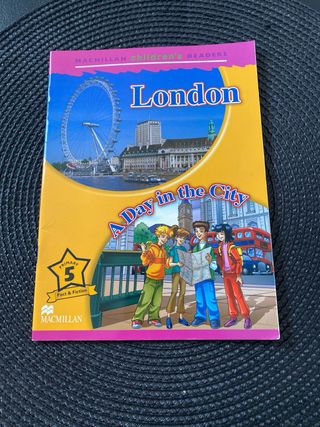 MACMILLAN children's READERS
London
A Day in the City
PRIMARY
5
Fact & Fiction
MACMILLAN